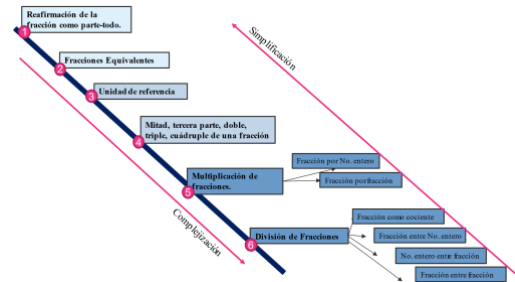 Reafirmación de la
fracción como parte-todo.
1
Simplificación
Fracciones Equivalentes
2
Unidad de referencia
3
Mitad, tercera parte, doble,
triple, cuádruple de una fracción
4
Fracción por No. entero
Multiplicación de
fracciones.
Fracción por fracción
5
Complejización
Fracción como cociente
División de Fracciones
6
Fracción entre No. entero
No. entero entre fracción
Fracción entre fracción